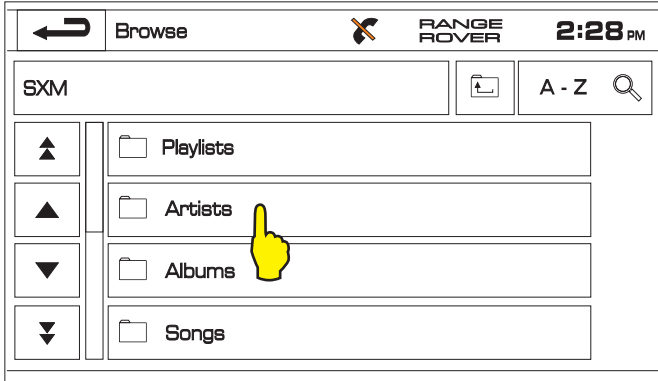 Browse
RANGE
ROVER
2:28 PM
SXM
A - Z
Playlists
Artists
Albums
Songs